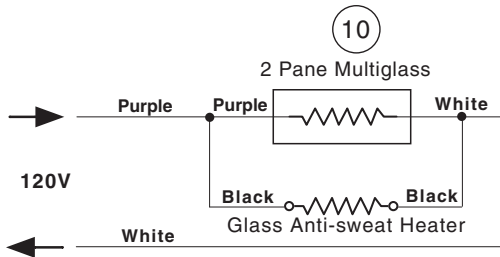 10
2 Pane Multiglass
Purple Purple White
120V
Black Black
Glass Anti-sweat Heater
White